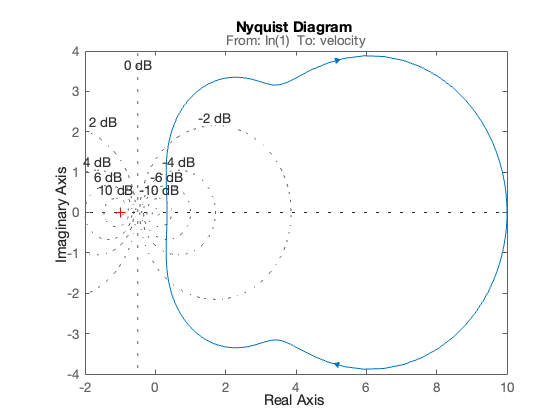 Nyquist Diagram
From: In(1) To: velocity
4
3
2
1
0
-1
-2
-3
-4
Imaginary Axis
0 dB
2 dB
-2 dB
4 dB
-4 dB
6 dB
-6 dB
10 dB
-10 dB
-2
0
2
4
6
8
10
Real Axis